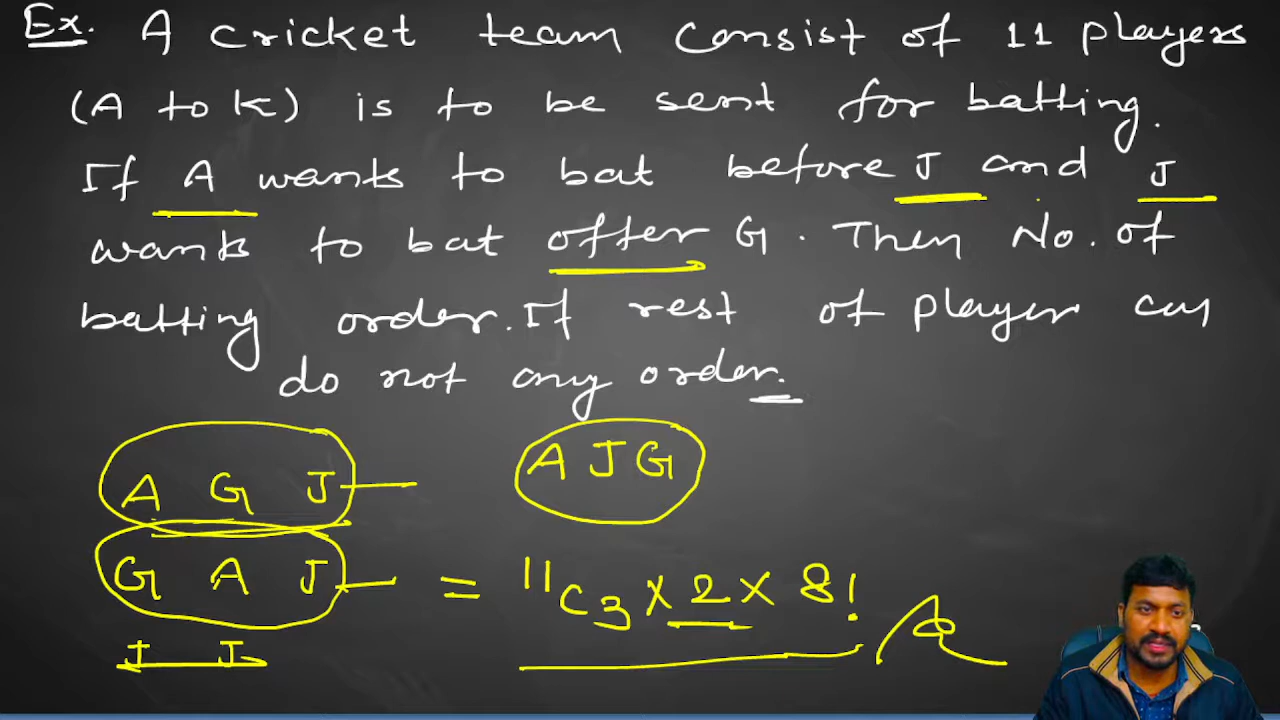 Ex. A cricket team consist of 11 players
(A to K) is to be sent for batting.
If A wants to bat before J and J
wants to bat after G. Then No. of
batting order. If rest of player can
do not any order.
A G J
A J G
G A J = ¹¹C₃ × 2 × 8!
J J